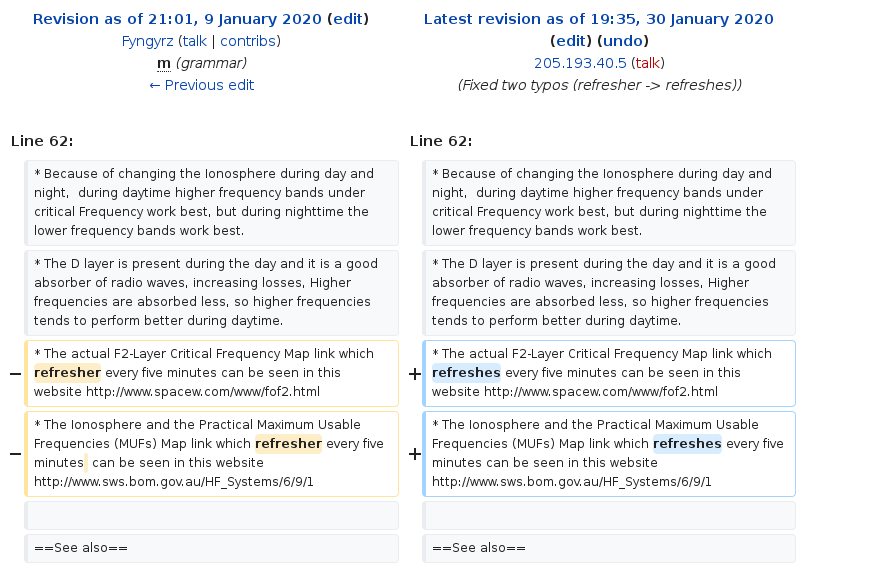 Revision as of 21:01, 9 January 2020 (edit)
Fyngyrz (talk | contribs)
m (grammar)
← Previous edit
Latest revision as of 19:35, 30 January 2020
(edit) (undo)
205.193.40.5 (talk)
(Fixed two typos (refresher -> refreshes))
Line 62:
Line 62:
* Because of changing the Ionosphere during day and
night,  during daytime higher frequency bands under
critical Frequency work best, but during nighttime the
lower frequency bands work best.
* Because of changing the Ionosphere during day and
night,  during daytime higher frequency bands under
critical Frequency work best, but during nighttime the
lower frequency bands work best.
* The D layer is present during the day and it is a good
absorber of radio waves, increasing losses, Higher
frequencies are absorbed less, so higher frequencies
tends to perform better during daytime.
* The D layer is present during the day and it is a good
absorber of radio waves, increasing losses, Higher
frequencies are absorbed less, so higher frequencies
tends to perform better during daytime.
− * The actual F2-Layer Critical Frequency Map link which
refresher every five minutes can be seen in this
website http://www.spacew.com/www/fof2.html
+ * The actual F2-Layer Critical Frequency Map link which
refreshes every five minutes can be seen in this
website http://www.spacew.com/www/fof2.html
− * The Ionosphere and the Practical Maximum Usable
Frequencies (MUFs) Map link which refresher every five
minutes  can be seen in this website
http://www.sws.bom.gov.au/HF_Systems/6/9/1
+ * The Ionosphere and the Practical Maximum Usable
Frequencies (MUFs) Map link which refreshes every five
minutes can be seen in this website
http://www.sws.bom.gov.au/HF_Systems/6/9/1
==See also==
==See also==